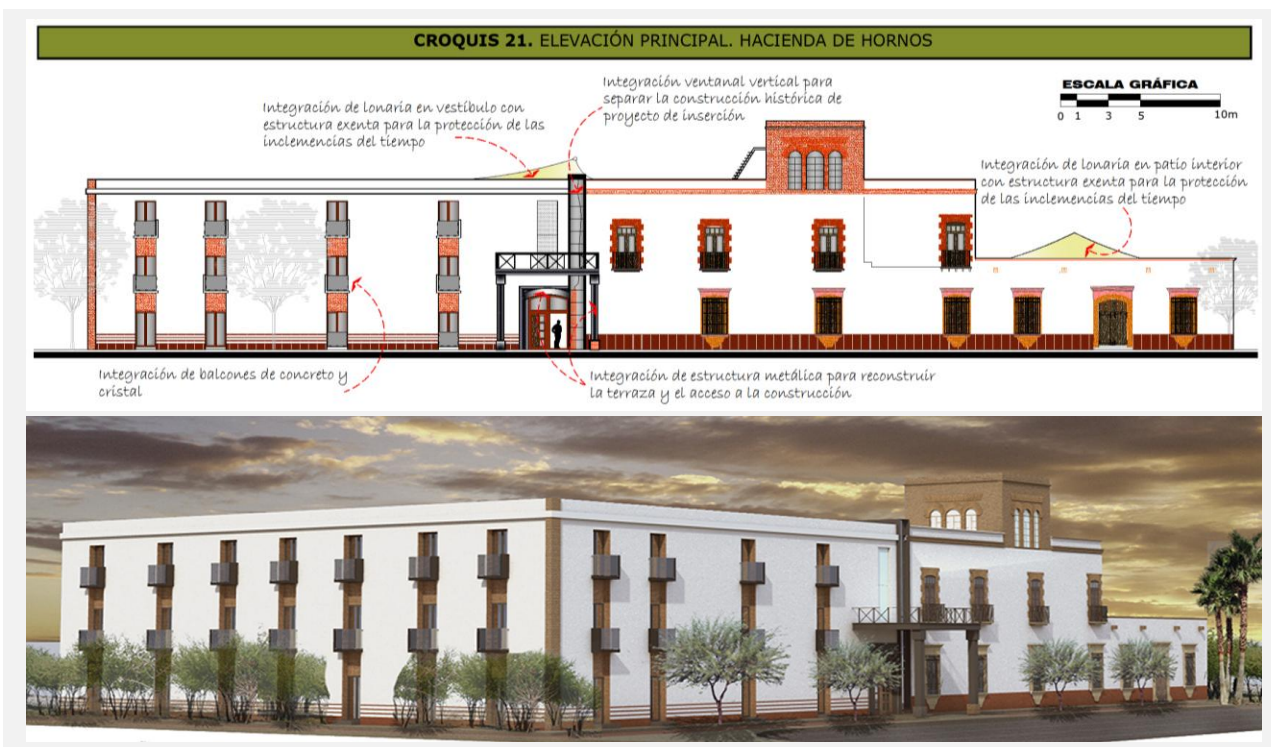 CROQUIS 21. ELEVACIÓN PRINCIPAL. HACIENDA DE HORNOS
Integración de lonaria en vestíbulo con
estructura exenta para la protección de las
inclemencias del tiempo
Integración ventanal vertical para
separar la construcción histórica de
proyecto de inserción
ESCALA GRÁFICA
0 1 3 5 10m
Integración de lonaria en patio interior
con estructura exenta para la protección
de las inclemencias del tiempo
Integración de balcones de concreto y
cristal
Integración de estructura metálica para reconstruir
la terraza y el acceso a la construcción